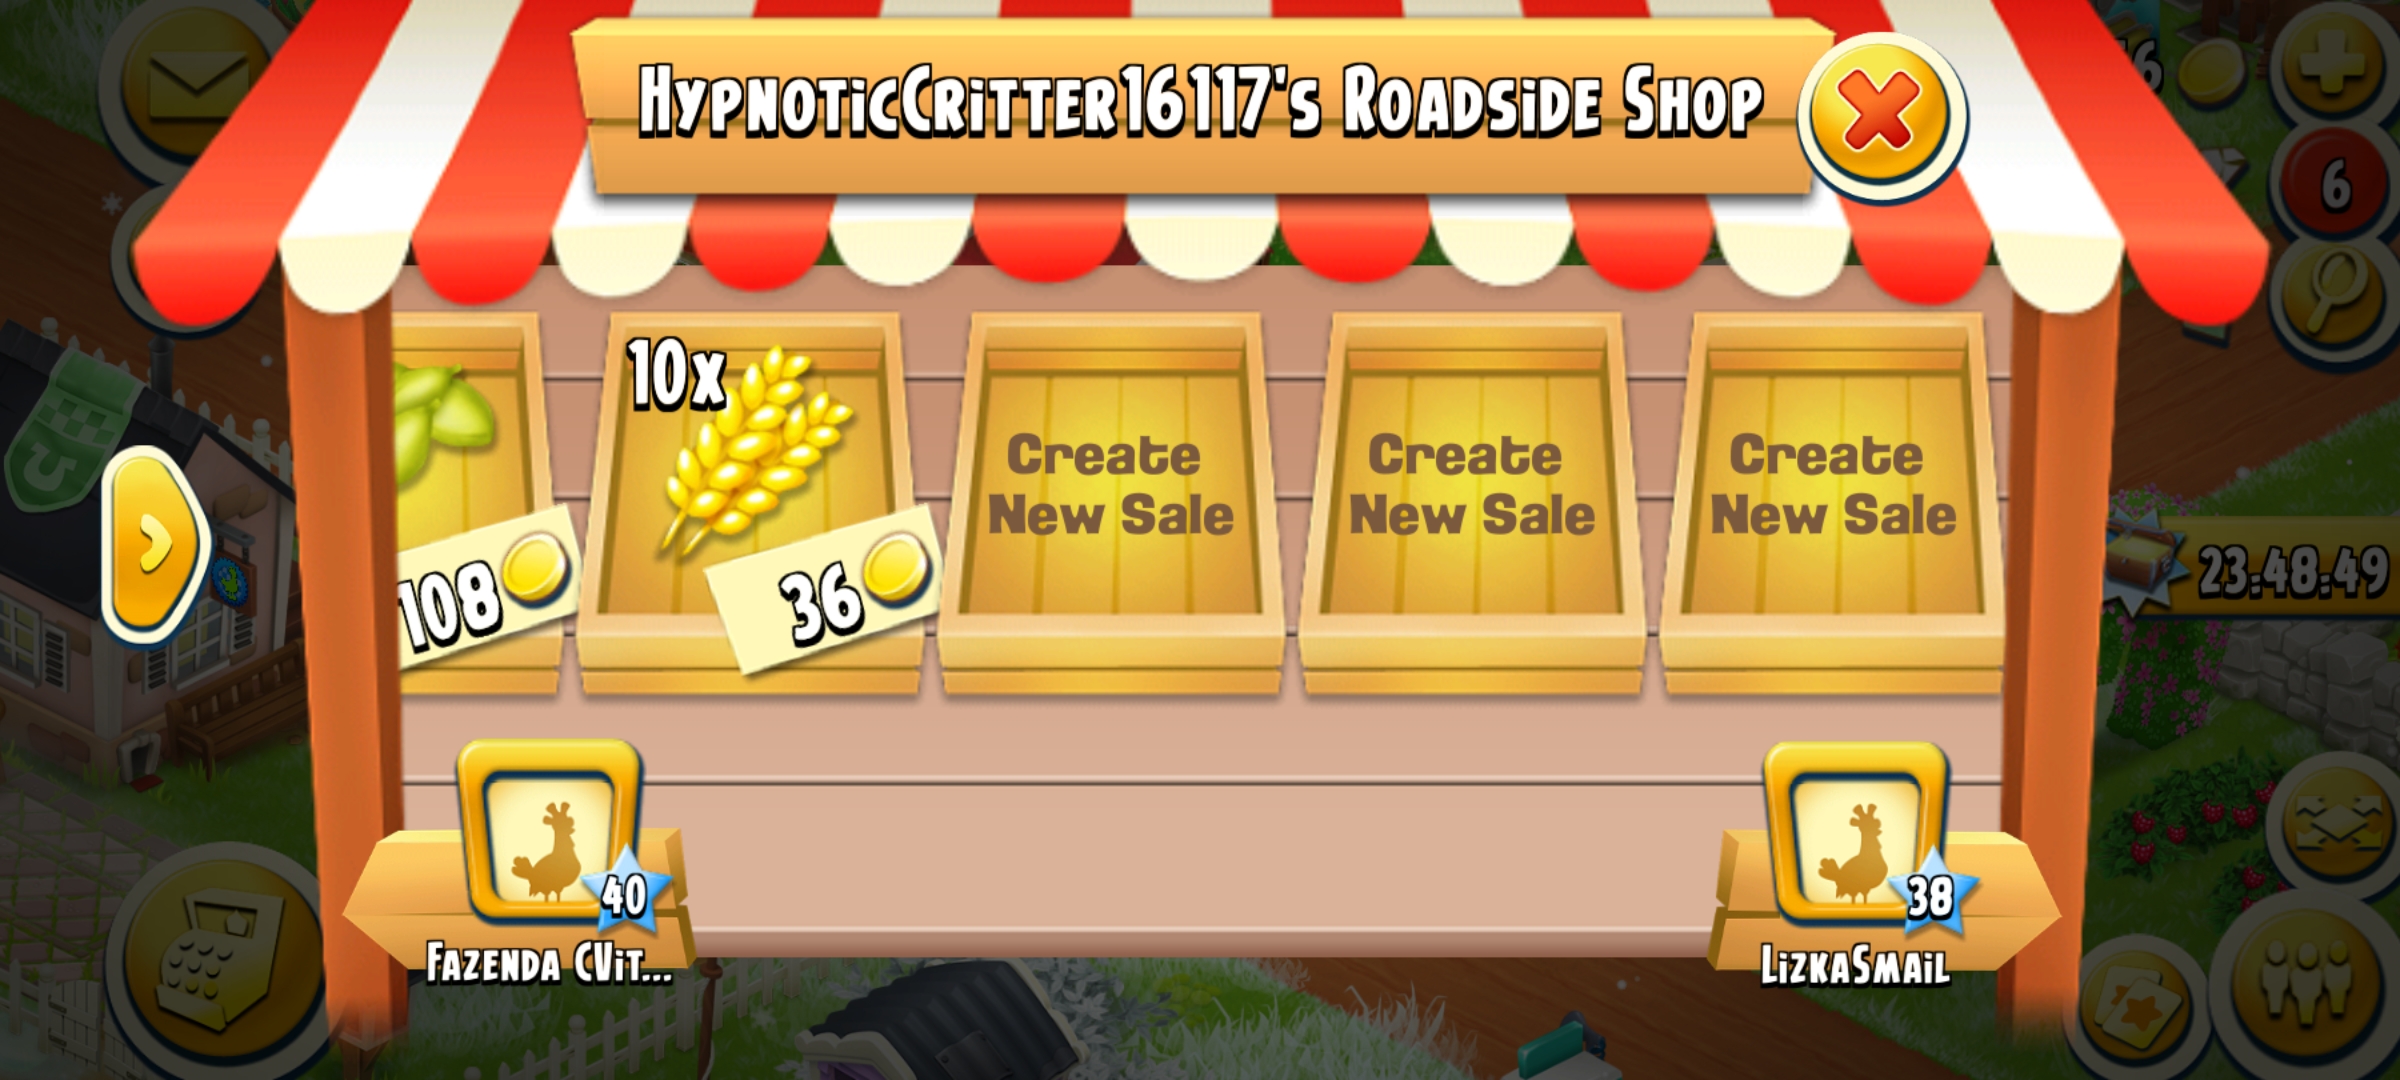 HypnoticCritter16117's Roadside Shop
6
6
10x
Create
New Sale
Create
New Sale
Create
New Sale
108
36
23:48:49
40
38
Fazenda CVit...
LizkaSmail